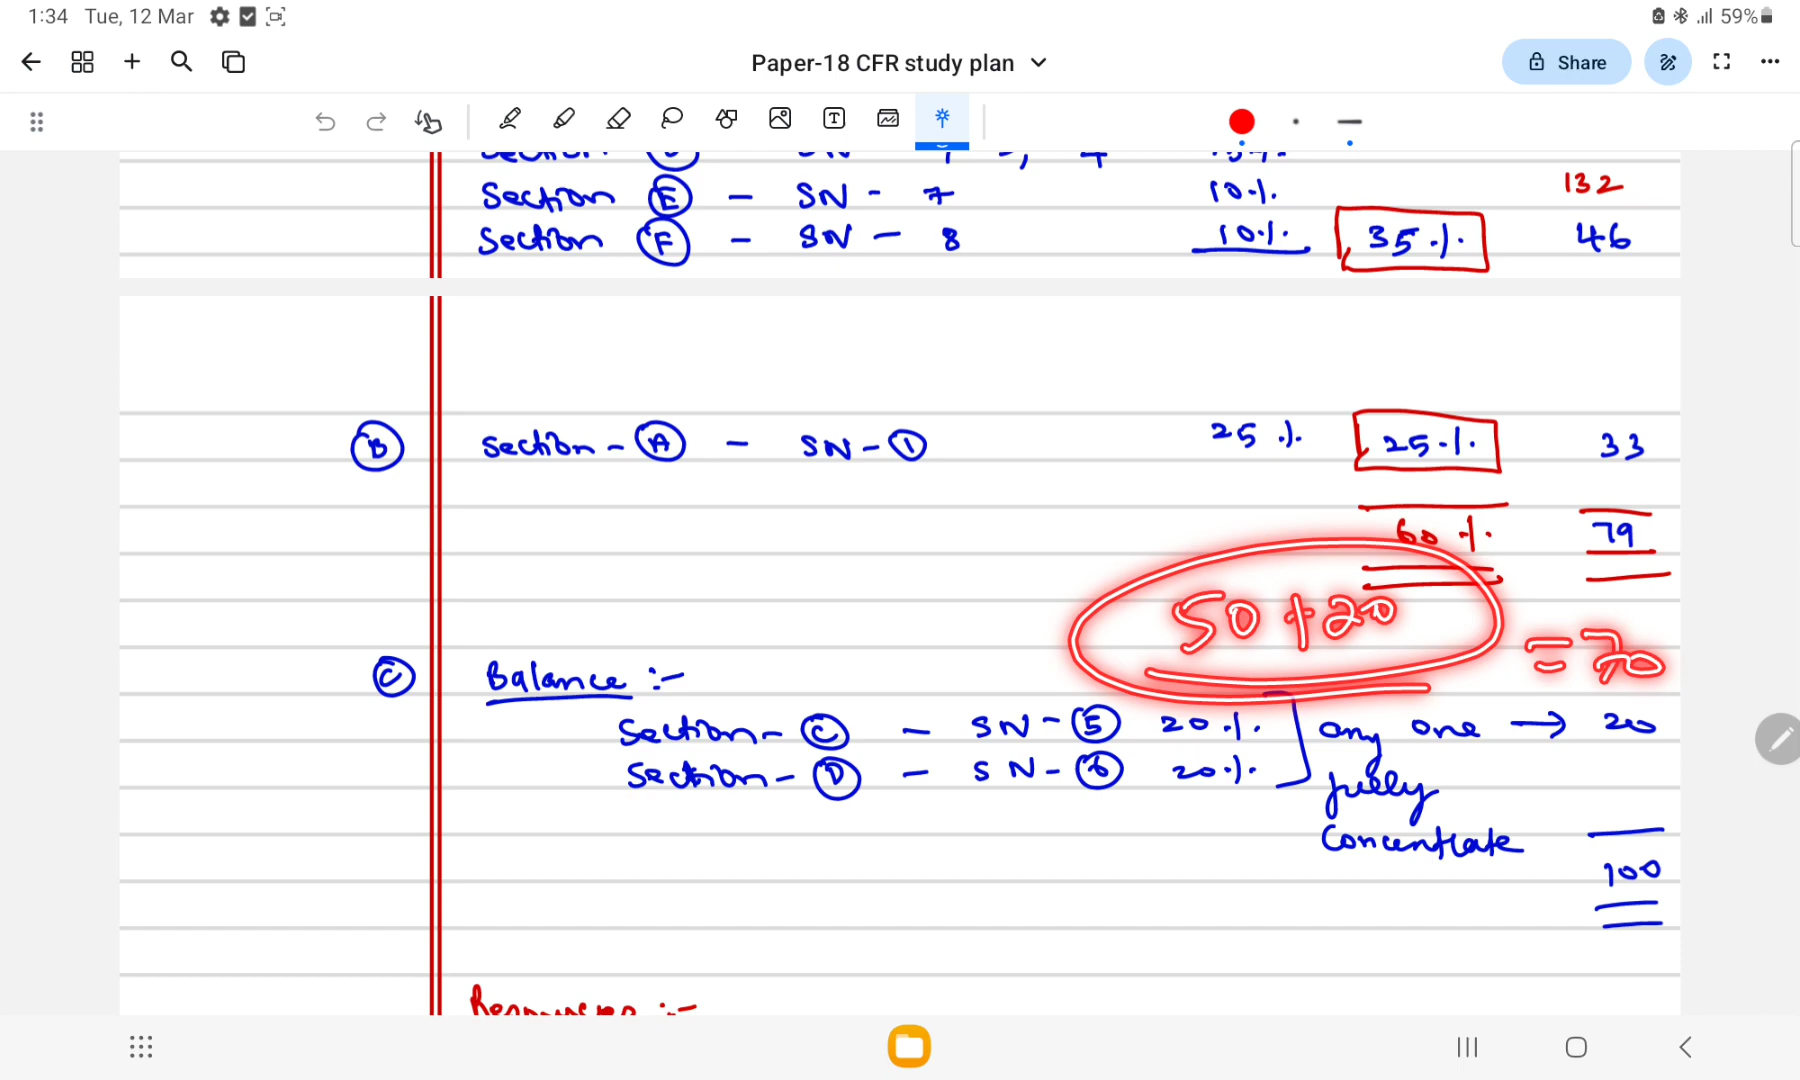 1:34 Tue, 12 Mar 59%
Paper-18 CFR study plan Share
132
Section (E) - SN - 7 10%
Section (F) - SN - 8 10% 35% 46
(B) Section - (A) - SN - (1) 25% 25% 33
60% 79
50 + 20 = 70
(C) Balance :-
Section - (C) - SN - (5) 20% any one → 20
Section - (D) - SN - (6) 20%
fully
Concentrate
100